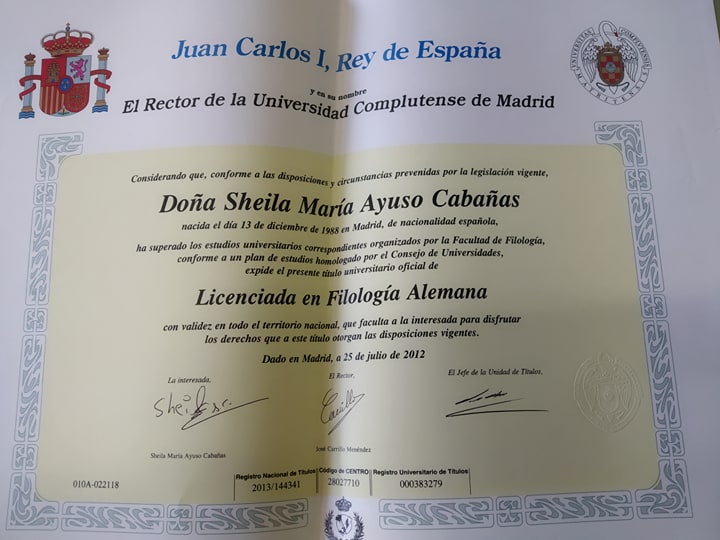 Juan Carlos I, Rey de España
y en su nombre
El Rector de la Universidad Complutense de Madrid
Considerando que, conforme a las disposiciones y circunstancias prevenidas por la legislación vigente,
Doña Sheila María Ayuso Cabañas
nacida el día 13 de diciembre de 1988 en Madrid, de nacionalidad española,
ha superado los estudios universitarios correspondientes organizados por la Facultad de Filología,
conforme a un plan de estudios homologado por el Consejo de Universidades,
expide el presente título universitario oficial de
Licenciada en Filología Alemana
con validez en todo el territorio nacional, que faculta a la interesada para disfrutar
los derechos que a este título otorgan las disposiciones vigentes.
Dado en Madrid, a 25 de julio de 2012
La interesada,
El Rector,
El Jefe de la Unidad de Títulos,
Sheila María Ayuso Cabañas
José Carrillo Menéndez
010A-022118
Registro Nacional de Títulos
2013/144341
Código de CENTRO
28027710
Registro Universitario de Títulos
000383279